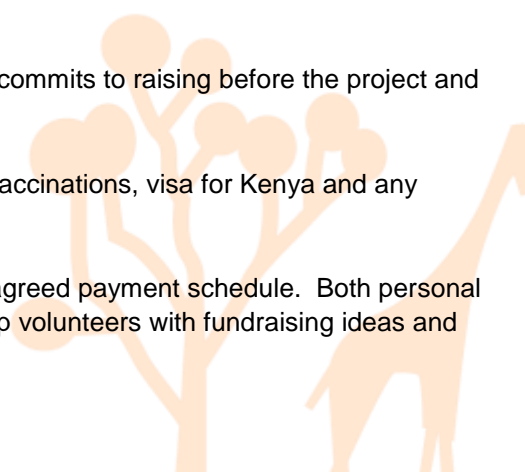 commits to raising before the project and
accinations, visa for Kenya and any
agreed payment schedule.  Both personal
p volunteers with fundraising ideas and